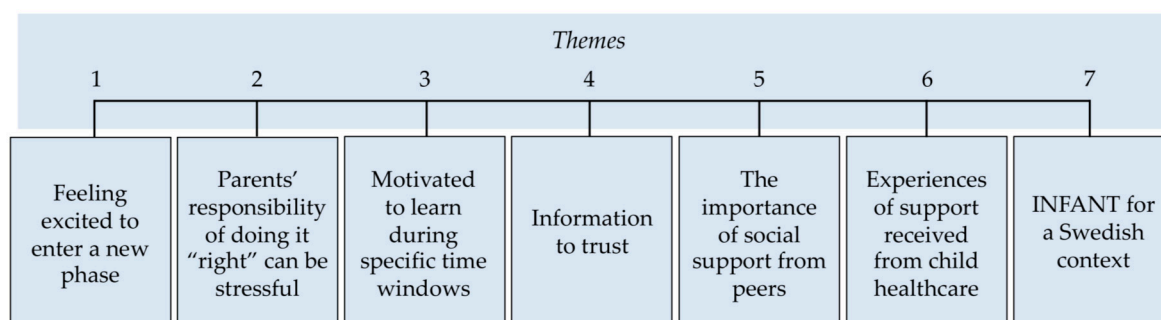 Themes
1 2 3 4 5 6 7
Feeling
excited to
enter a new
phase
Parents’
responsibility
of doing it
“right” can be
stressful
Motivated
to learn
during
specific time
windows
Information
to trust
The
importance
of social
support from
peers
Experiences
of support
received
from child
healthcare
INFANT for
a Swedish
context